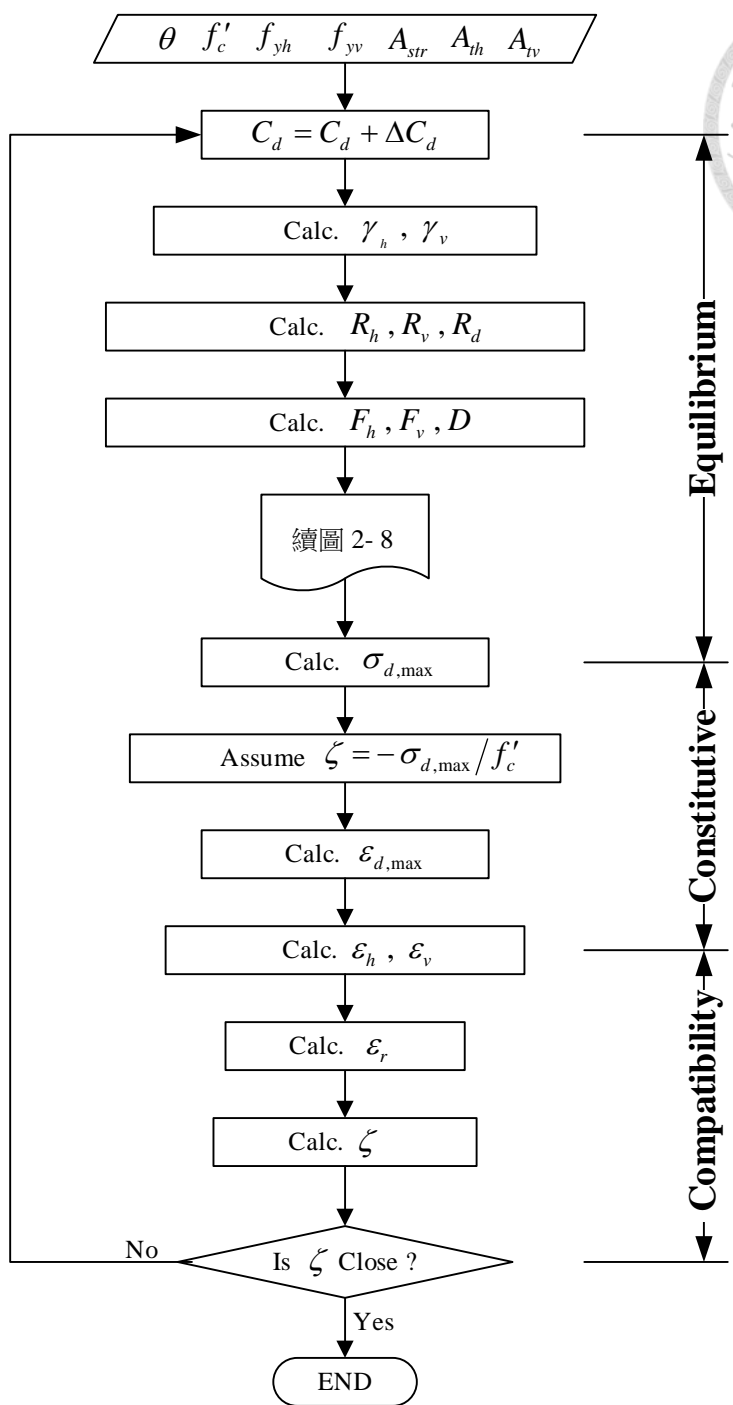 θ f′c fyh fyv Astr Ath Atv
Cd = Cd + ΔCd
Calc. γh , γv
Calc. Rh , Rv , Rd
Calc. Fh , Fv , D
續圖 2- 8
Calc. σd,max
Assume ζ = − σd,max / f′c
Calc. εd,max
Calc. εh , εv
Calc. εr
Calc. ζ
Is ζ Close ?
No
Yes
END
Equilibrium
Constitutive
Compatibility